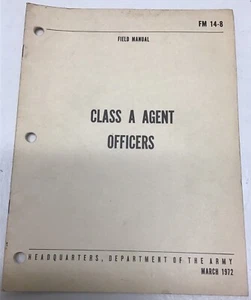 FM 14-8
FIELD MANUAL
CLASS A AGENT
OFFICERS
HEADQUARTERS, DEPARTMENT OF THE ARMY
MARCH 1972